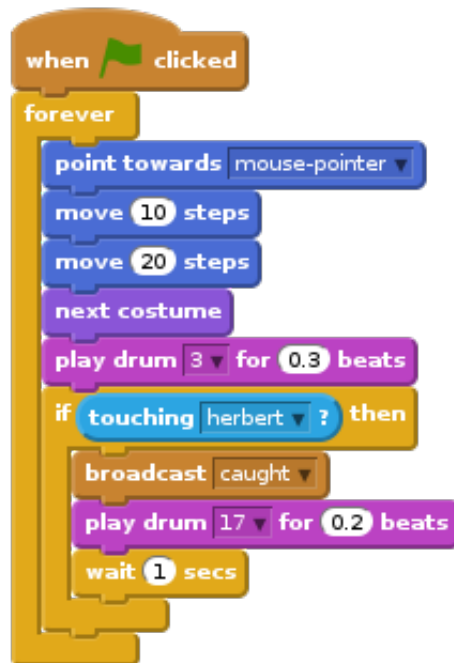 when clicked
forever
point towards mouse-pointer
move 10 steps
move 20 steps
next costume
play drum 3 for 0.3 beats
if touching herbert ? then
broadcast caught
play drum 17 for 0.2 beats
wait 1 secs